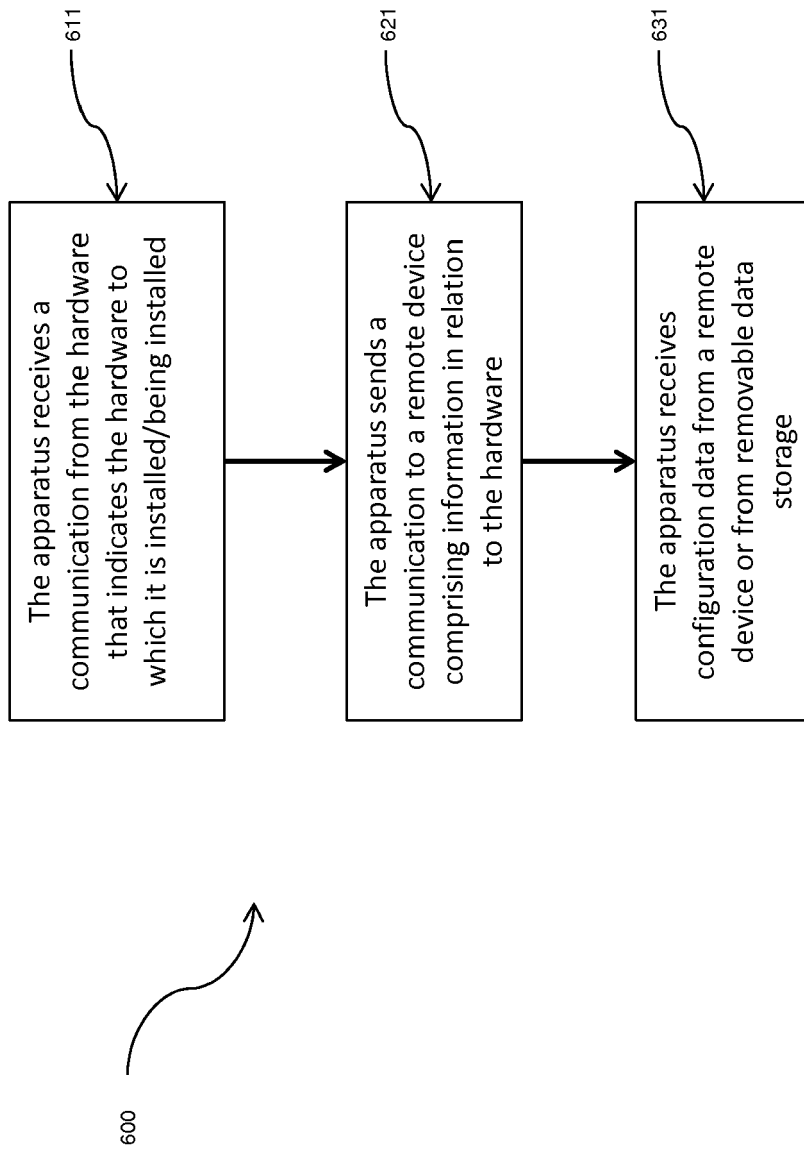 600
The apparatus receives a
communication from the hardware
that indicates the hardware to
which it is installed/being installed
611
The apparatus sends a
communication to a remote device
comprising information in relation
to the hardware
621
The apparatus receives
configuration data from a remote
device or from removable data
storage
631